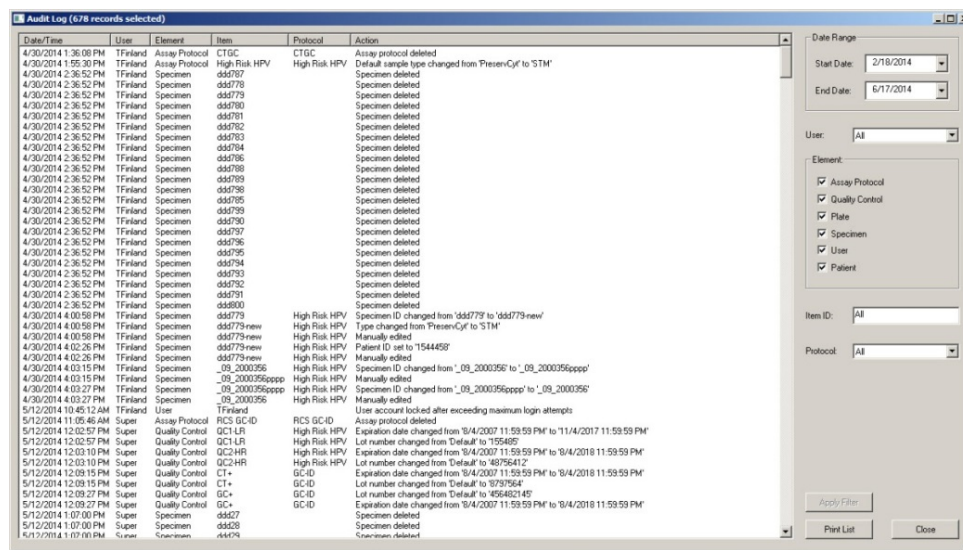 Audit Log (678 records selected)
Date/Time User Element Item Protocol Action
4/30/2014 1:36:08 PM TFinland Assay Protocol CTGC CTGC Assay protocol deleted
4/30/2014 1:55:30 PM TFinland Assay Protocol High Risk HPV High Risk HPV Default sample type changed from 'PreservCyt' to 'STM'
4/30/2014 2:36:52 PM TFinland Specimen ddd787 Specimen deleted
4/30/2014 2:36:52 PM TFinland Specimen ddd778 Specimen deleted
4/30/2014 2:36:52 PM TFinland Specimen ddd779 Specimen deleted
4/30/2014 2:36:52 PM TFinland Specimen ddd780 Specimen deleted
4/30/2014 2:36:52 PM TFinland Specimen ddd781 Specimen deleted
4/30/2014 2:36:52 PM TFinland Specimen ddd782 Specimen deleted
4/30/2014 2:36:52 PM TFinland Specimen ddd783 Specimen deleted
4/30/2014 2:36:52 PM TFinland Specimen ddd784 Specimen deleted
4/30/2014 2:36:52 PM TFinland Specimen ddd786 Specimen deleted
4/30/2014 2:36:52 PM TFinland Specimen ddd788 Specimen deleted
4/30/2014 2:36:52 PM TFinland Specimen ddd789 Specimen deleted
4/30/2014 2:36:52 PM TFinland Specimen ddd798 Specimen deleted
4/30/2014 2:36:52 PM TFinland Specimen ddd785 Specimen deleted
4/30/2014 2:36:52 PM TFinland Specimen ddd799 Specimen deleted
4/30/2014 2:36:52 PM TFinland Specimen ddd790 Specimen deleted
4/30/2014 2:36:52 PM TFinland Specimen ddd797 Specimen deleted
4/30/2014 2:36:52 PM TFinland Specimen ddd796 Specimen deleted
4/30/2014 2:36:52 PM TFinland Specimen ddd795 Specimen deleted
4/30/2014 2:36:52 PM TFinland Specimen ddd794 Specimen deleted
4/30/2014 2:36:52 PM TFinland Specimen ddd793 Specimen deleted
4/30/2014 2:36:52 PM TFinland Specimen ddd792 Specimen deleted
4/30/2014 2:36:52 PM TFinland Specimen ddd791 Specimen deleted
4/30/2014 2:36:52 PM TFinland Specimen ddd800 Specimen deleted
4/30/2014 4:00:58 PM TFinland Specimen ddd779 High Risk HPV Specimen ID changed from 'ddd779' to 'ddd779-new'
4/30/2014 4:00:58 PM TFinland Specimen ddd779-new High Risk HPV Type changed from 'PreservCyt' to 'STM'
4/30/2014 4:00:58 PM TFinland Specimen ddd779-new High Risk HPV Manually edited
4/30/2014 4:02:26 PM TFinland Specimen ddd779-new High Risk HPV Patient ID set to '1544458'
4/30/2014 4:02:26 PM TFinland Specimen ddd779-new High Risk HPV Manually edited
4/30/2014 4:03:15 PM TFinland Specimen _09_2000356 High Risk HPV Specimen ID changed from '_09_2000356' to '_09_2000356pppp'
4/30/2014 4:03:15 PM TFinland Specimen _09_2000356pppp High Risk HPV Manually edited
4/30/2014 4:03:27 PM TFinland Specimen _09_2000356pppp High Risk HPV Specimen ID changed from '_09_2000356pppp' to '_09_2000356'
4/30/2014 4:03:27 PM TFinland Specimen _09_2000356 High Risk HPV Manually edited
5/12/2014 10:45:12 AM TFinland User TFinland User account locked after exceeding maximum login attempts
5/12/2014 11:05:46 AM Super Assay Protocol RCS GC-ID RCS GC-ID Assay protocol deleted
5/12/2014 12:02:57 PM Super Quality Control QC1-LR High Risk HPV Expiration date changed from '8/4/2007 11:59:59 PM' to '11/4/2017 11:59:59 PM'
5/12/2014 12:02:57 PM Super Quality Control QC1-LR High Risk HPV Lot number changed from 'Default' to '155485'
5/12/2014 12:03:10 PM Super Quality Control QC2-HR High Risk HPV Expiration date changed from '8/4/2007 11:59:59 PM' to '8/4/2018 11:59:59 PM'
5/12/2014 12:03:10 PM Super Quality Control QC2-HR High Risk HPV Lot number changed from 'Default' to '48756412'
5/12/2014 12:09:15 PM Super Quality Control CT+ GC-ID Expiration date changed from '8/4/2007 11:59:59 PM' to '8/4/2018 11:59:59 PM'
5/12/2014 12:09:15 PM Super Quality Control CT+ GC-ID Lot number changed from 'Default' to '8797564'
5/12/2014 12:09:27 PM Super Quality Control GC+ GC-ID Lot number changed from 'Default' to '456482145'
5/12/2014 12:09:27 PM Super Quality Control GC+ GC-ID Expiration date changed from '8/4/2007 11:59:59 PM' to '8/4/2018 11:59:59 PM'
5/12/2014 1:07:00 PM Super Specimen ddd27 Specimen deleted
5/12/2014 1:07:00 PM Super Specimen ddd28 Specimen deleted
5/12/2014 1:07:00 PM Super Specimen ddd29 Specimen deleted
Date Range
Start Date: 2/18/2014
End Date: 6/17/2014
User: All
Element
Assay Protocol
Quality Control
Plate
Specimen
User
Patient
Item ID: All
Protocol: All
Apply Filter
Print List Close